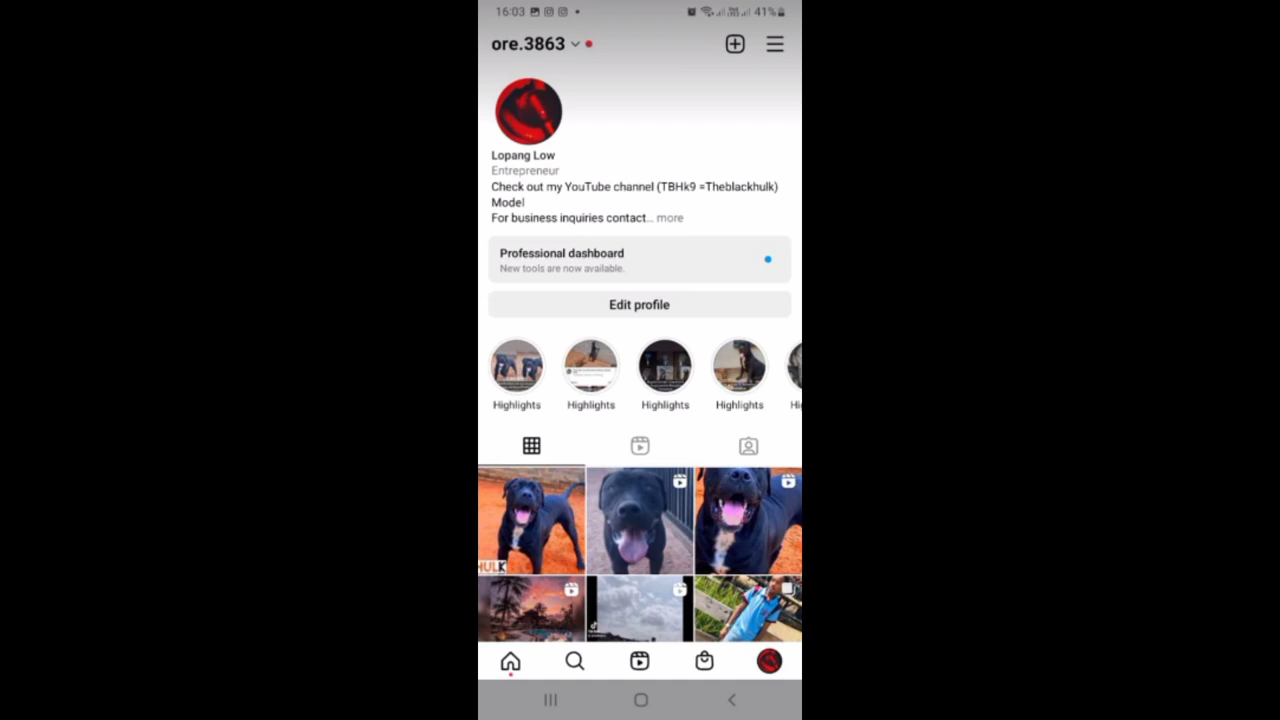 16:03 41%
ore.3863
Lopang Low
Entrepreneur
Check out my YouTube channel (TBHk9 =Theblackhulk)
Model
For business inquiries contact... more
Professional dashboard
New tools are now available.
Edit profile
Highlights Highlights Highlights Highlights Hi
HULK